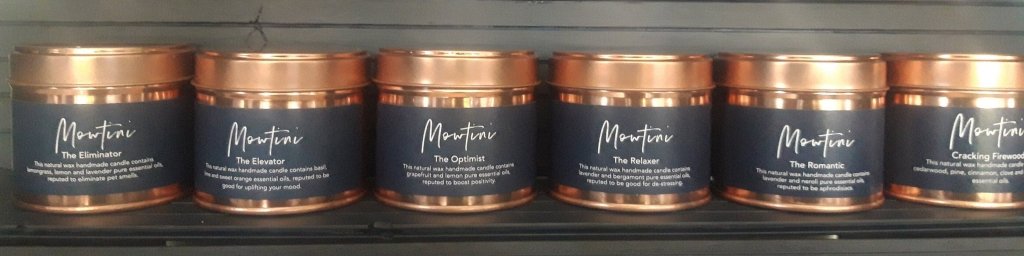 Mowtini
The Eliminator
This natural wax handmade candle contains
lemongrass, lemon and lavender pure essential oils,
reputed to eliminate pet smells.
Mowtini
The Elevator
This natural wax handmade candle contains basil,
lime and sweet orange essential oils, reputed to be
good for uplifting your mood.
Mowtini
The Optimist
This natural wax handmade candle contains
grapefruit and lemon pure essential oils,
reputed to boost positivity.
Mowtini
The Relaxer
This natural wax handmade candle contains
lavender and bergamont pure essential oils,
reputed to be good for de-stressing.
Mowtini
The Romantic
This natural wax handmade candle contains
lavender and neroli pure essential oils,
reputed to be aphrodisiacs.
Mowtini
Cracking Firewood
This natural wax handmade candle
cedarwood, pine, cinnamon, clove and
essential oils.